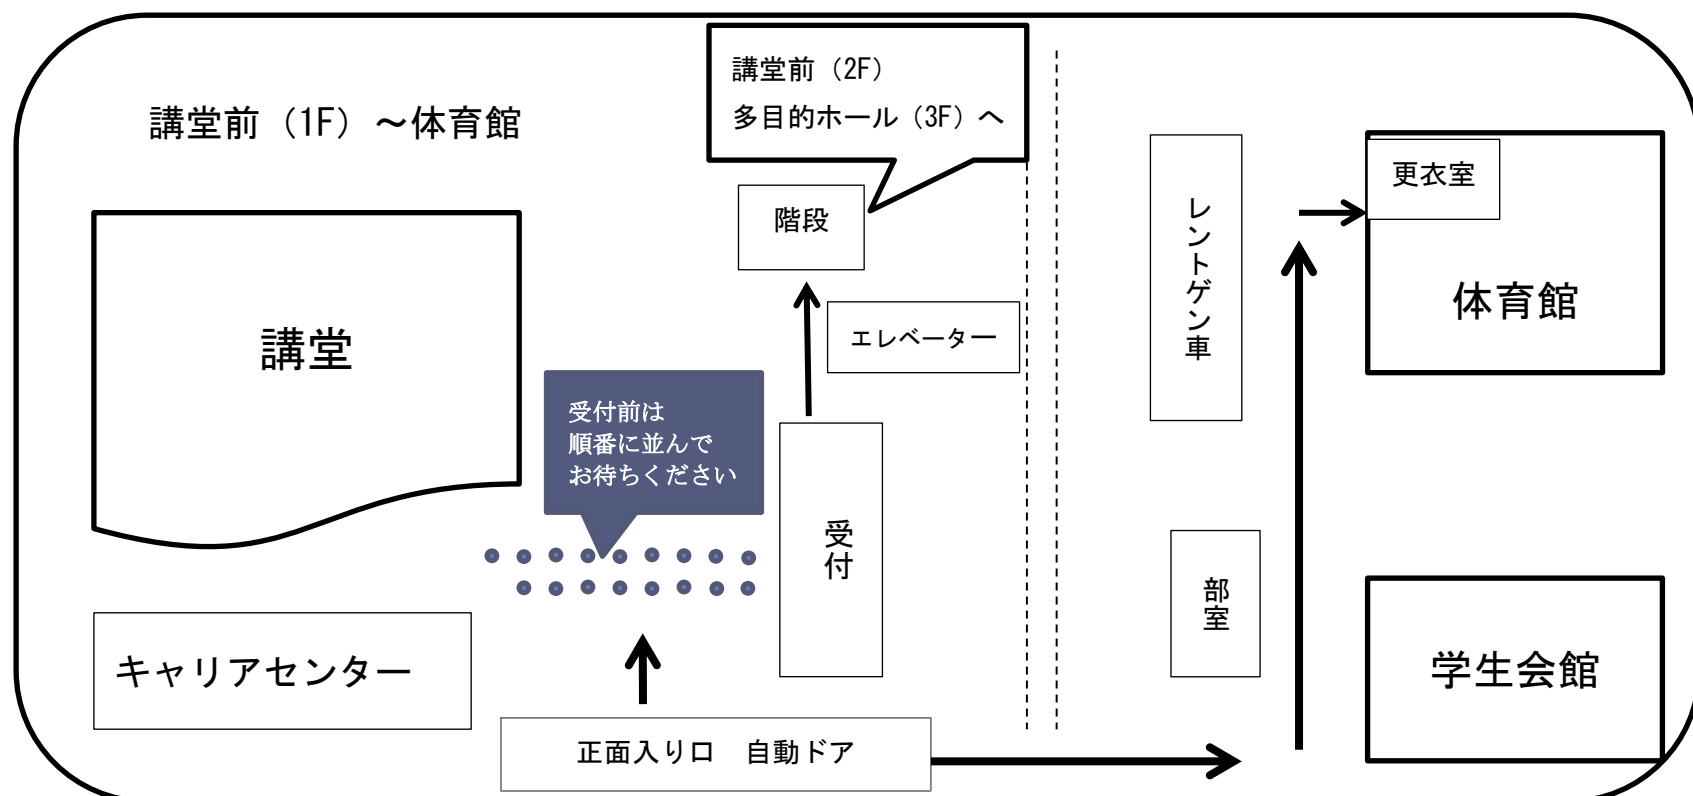 講堂前（2F）
多目的ホール（3F）へ
講堂前（1F）～体育館
更衣室
階段
レントゲン車
体育館
エレベーター
講堂
受付前は
順番に並んで
お待ちください
受付
部室
キャリアセンター
学生会館
正面入り口　自動ドア